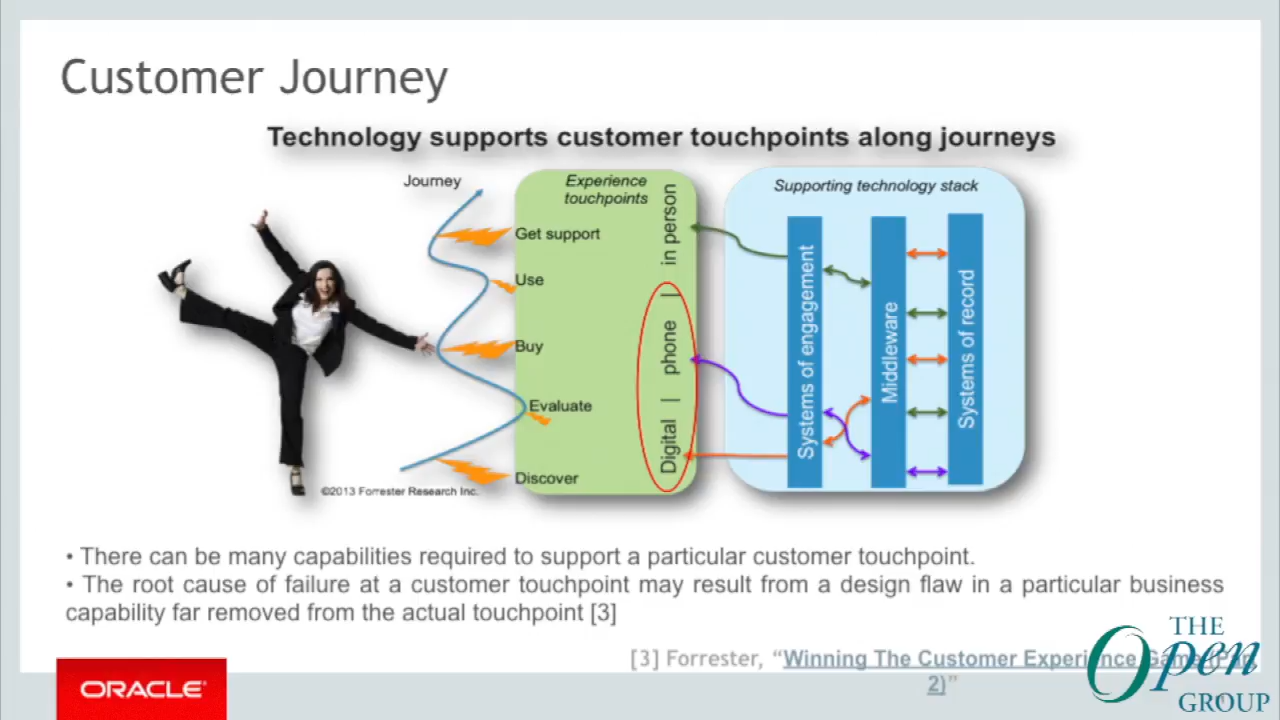 Customer Journey
Technology supports customer touchpoints along journeys
Journey
Experience
touchpoints
Get support
Use
Buy
Evaluate
Discover
Digital | phone | in person
Supporting technology stack
Systems of engagement
Middleware
Systems of record
©2013 Forrester Research Inc.
• There can be many capabilities required to support a particular customer touchpoint.
• The root cause of failure at a customer touchpoint may result from a design flaw in a particular business
capability far removed from the actual touchpoint [3]
[3] Forrester, “Winning The Customer Experience Game
2)”
ORACLE
THE
Open
GROUP